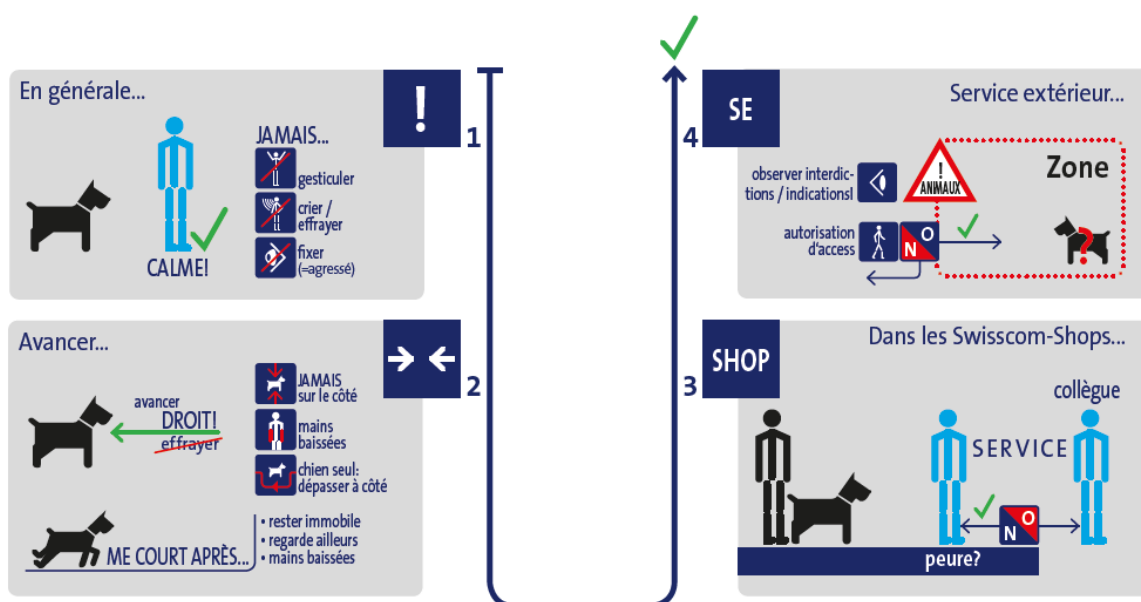 En générale...
!
1
JAMAIS...
gesticuler
crier /
effrayer
fixer
(=agressé)
CALME!
Avancer...
2
avancer
DROIT!
effrayer
JAMAIS
sur le côté
mains
baissées
chien seul:
dépasser à côté
ME COURT APRÈS...
• rester immobile
• regarde ailleurs
• mains baissées
3
SHOP
Dans les Swisscom-Shops...
collègue
SERVICE
N
O
peure?
4
SE
Service extérieur...
observer interdic-
tions / indicationsl
!
ANIMAUX
Zone
autorisation
d'access
N
O
?